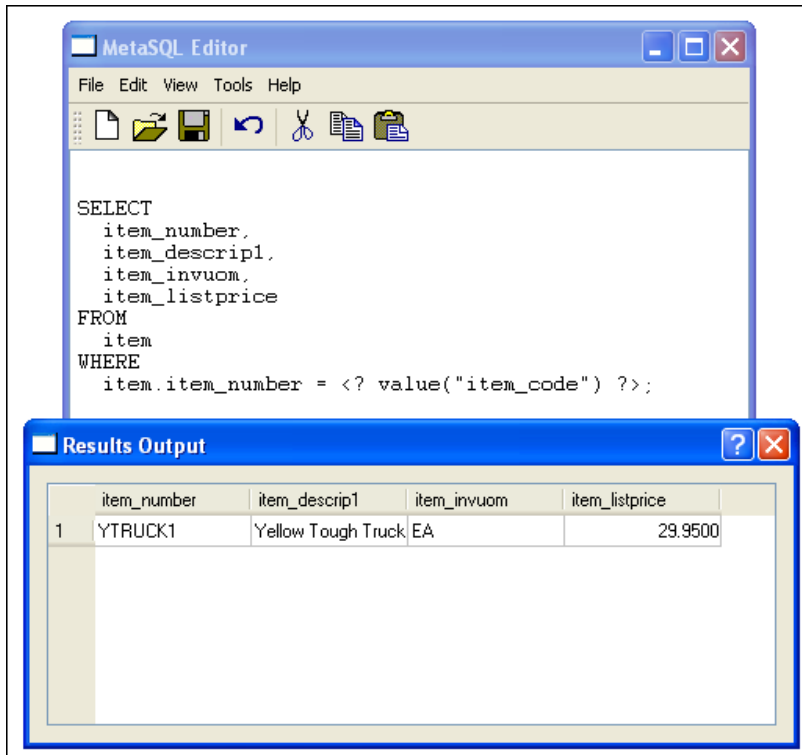 MetaSQL Editor
File Edit View Tools Help
SELECT
item_number,
item_descrip1,
item_invuom,
item_listprice
FROM
item
WHERE
item.item_number = <? value("item_code") ?>;
Results Output
item_number item_descrip1 item_invuom item_listprice
1 YTRUCK1 Yellow Tough Truck EA 29.9500